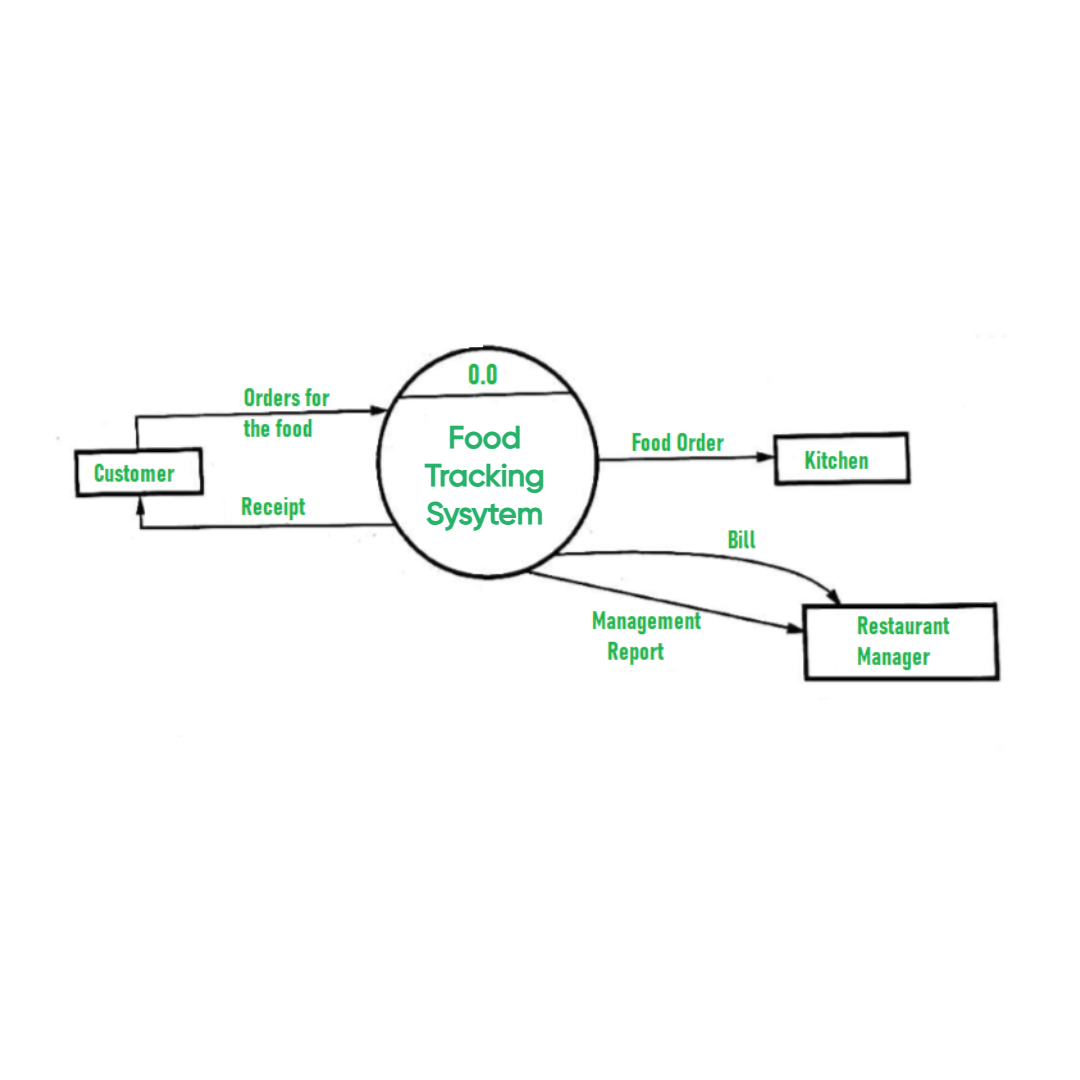 0.0
Food
Tracking
Sysytem
Orders for
the food
Customer
Receipt
Food Order
Kitchen
Bill
Management
Report
Restaurant
Manager